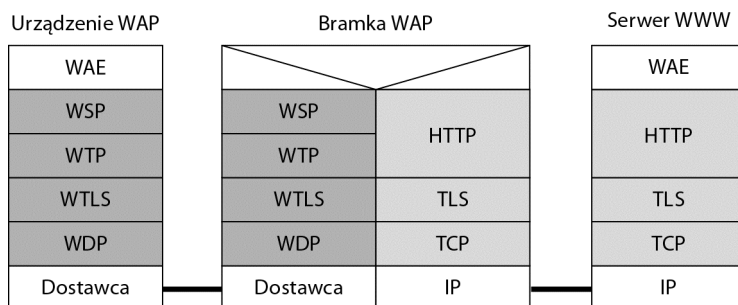 Urządzenie WAP
Bramka WAP
Serwer WWW
WAE
WAE
WSP
WSP
HTTP
HTTP
WTP
WTP
WTLS
WTLS
TLS
TLS
WDP
WDP
TCP
TCP
Dostawca
Dostawca
IP
IP